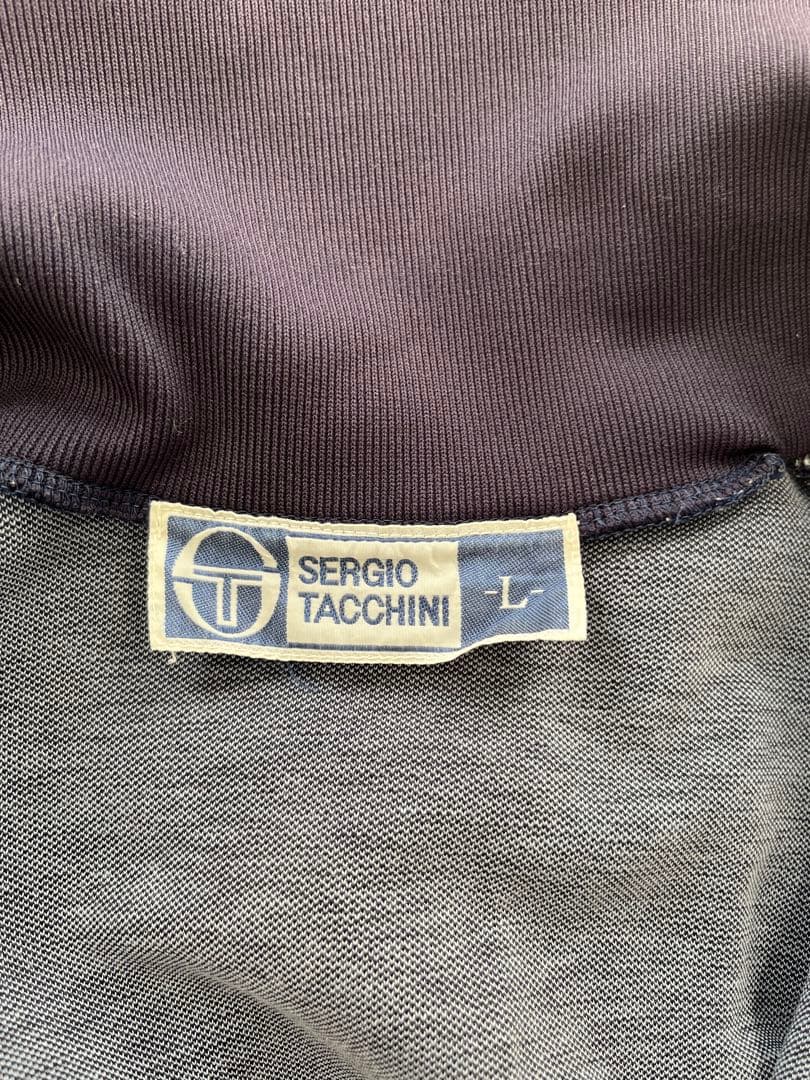 SERGIO
TACCHINI
-L-